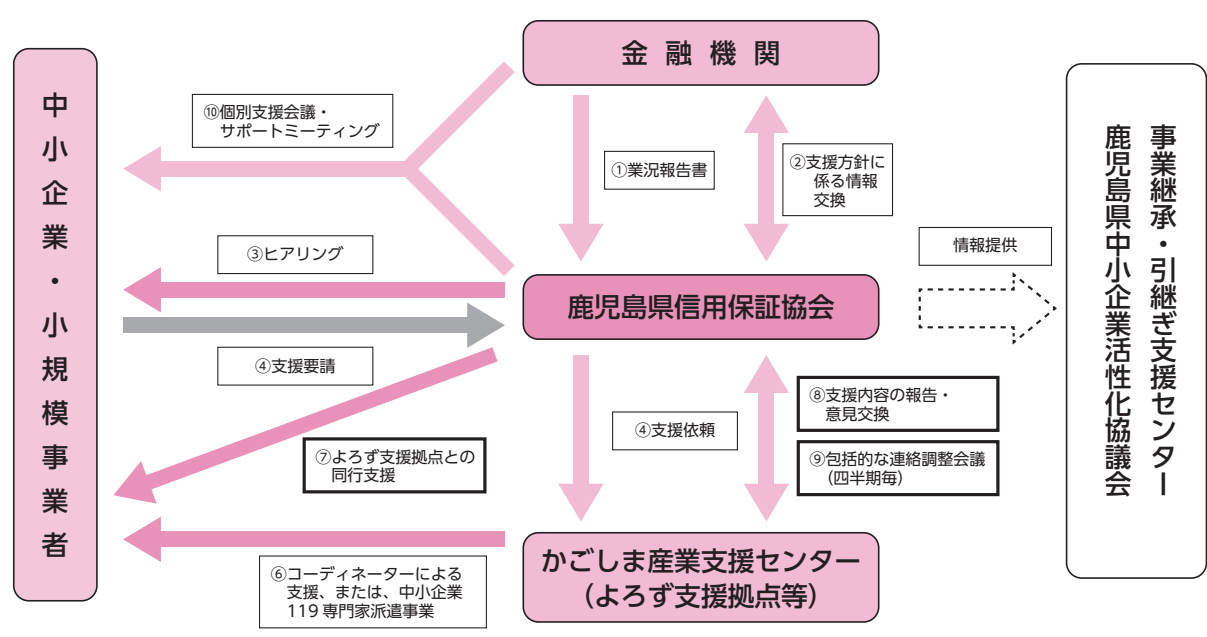 金融機関
中小企業・小規模事業者
⑩個別支援会議・
サポートミーティング
①業況報告書
②支援方針に
係る情報
交換
事業継承・引継ぎ支援センター
鹿児島県中小企業活性化協議会
③ヒアリング
情報提供
鹿児島県信用保証協会
④支援要請
④支援依頼
⑧支援内容の報告・
意見交換
⑦よろず支援拠点との
同行支援
⑨包括的な連絡調整会議
(四半期毎)
かごしま産業支援センター
(よろず支援拠点等)
⑥コーディネーターによる
支援、または、中小企業
119専門家派遣事業